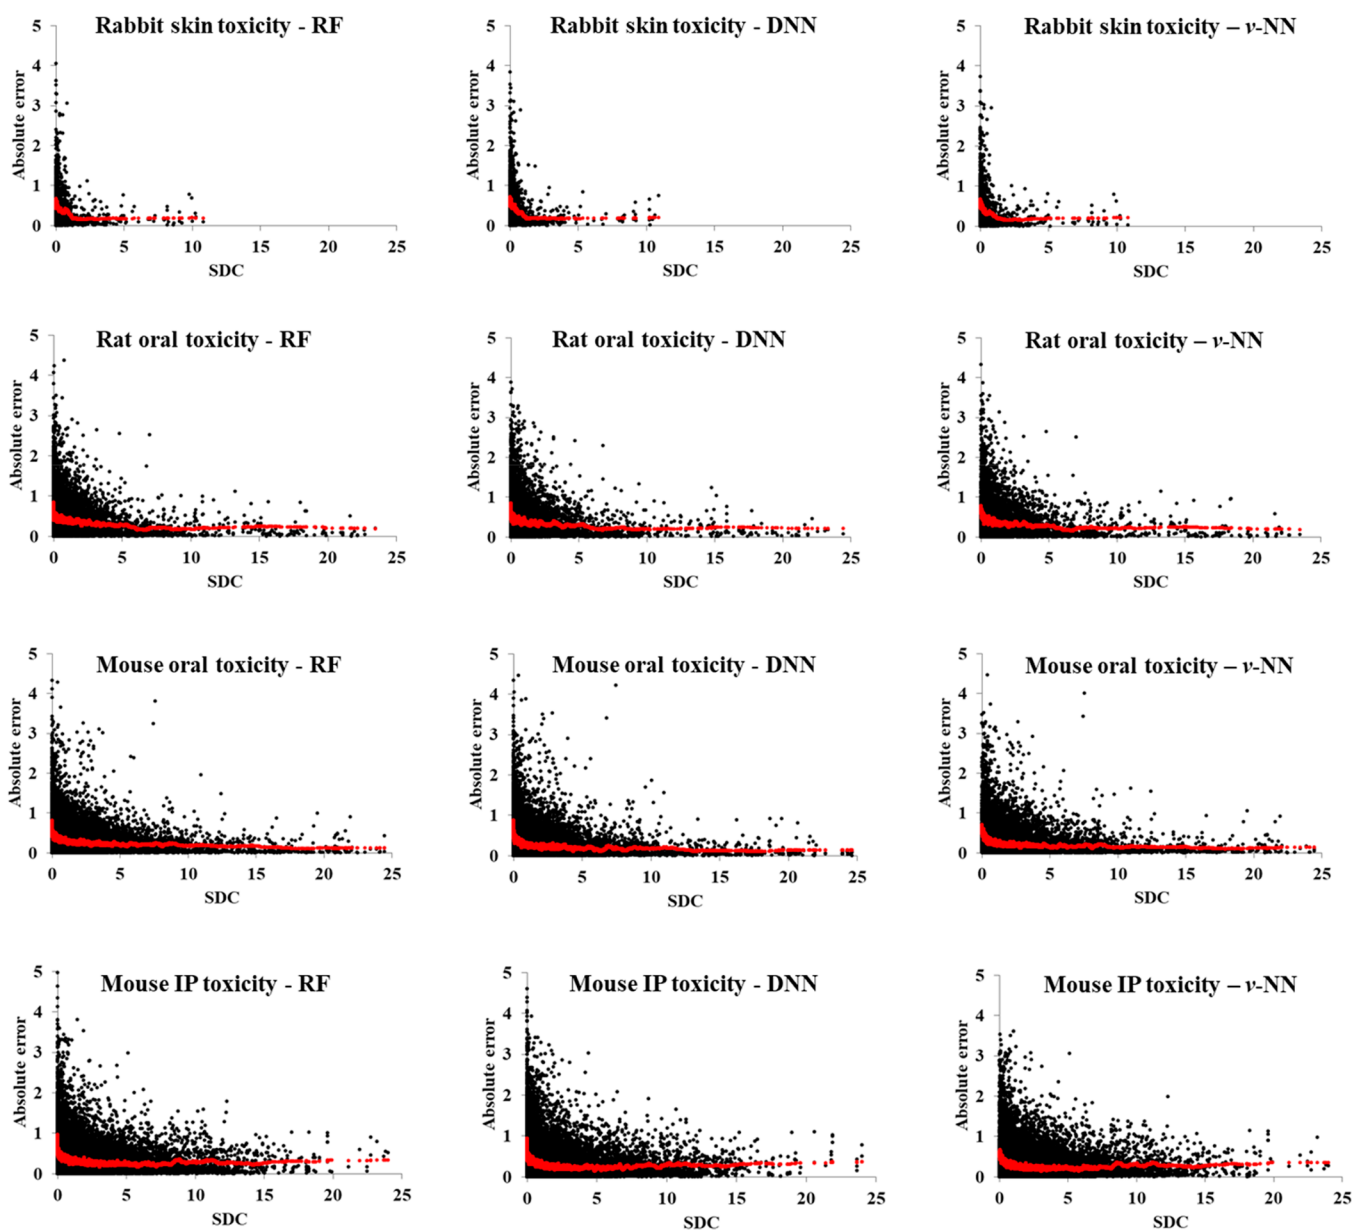 Rabbit skin toxicity - RF
5
4
3
2
1
0
Absolute error
0 5 10 15 20 25
SDC
Rabbit skin toxicity - DNN
5
4
3
2
1
0
Absolute error
0 5 10 15 20 25
SDC
Rabbit skin toxicity – v-NN
5
4
3
2
1
0
Absolute error
0 5 10 15 20 25
SDC
Rat oral toxicity - RF
5
4
3
2
1
0
Absolute error
0 5 10 15 20 25
SDC
Rat oral toxicity - DNN
5
4
3
2
1
0
Absolute error
0 5 10 15 20 25
SDC
Rat oral toxicity – v-NN
5
4
3
2
1
0
Absolute error
0 5 10 15 20 25
SDC
Mouse oral toxicity - RF
5
4
3
2
1
0
Absolute error
0 5 10 15 20 25
SDC
Mouse oral toxicity - DNN
5
4
3
2
1
0
Absolute error
0 5 10 15 20 25
SDC
Mouse oral toxicity – v-NN
5
4
3
2
1
0
Absolute error
0 5 10 15 20 25
SDC
Mouse IP toxicity - RF
5
4
3
2
1
0
Absolute error
0 5 10 15 20 25
SDC
Mouse IP toxicity - DNN
5
4
3
2
1
0
Absolute error
0 5 10 15 20 25
SDC
Mouse IP toxicity – v-NN
5
4
3
2
1
0
Absolute error
0 5 10 15 20 25
SDC